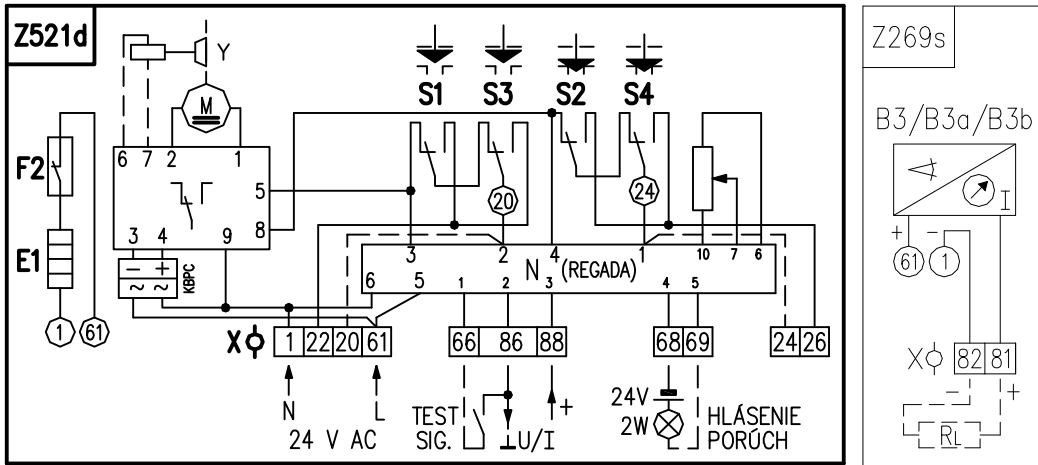 Z521d
Y
M
6 7 2 1
5
8
3 4 9
F2
E1
1 61
− +
~ ~
KBPC
S1 S3 S2 S4
20
24
3 2 4 1 10 7 6
N (REGADA)
6 5 1 2 3 4 5
X 1 22 20 61 66 86 88 68 69 24 26
N L
24 V AC
TEST
SIG.
U/I
+
24V
2W
HLÁSENIE
PORÚCH
Z269s
B3/B3a/B3b
I
+ −
61 1
X 82 81
− +
RL